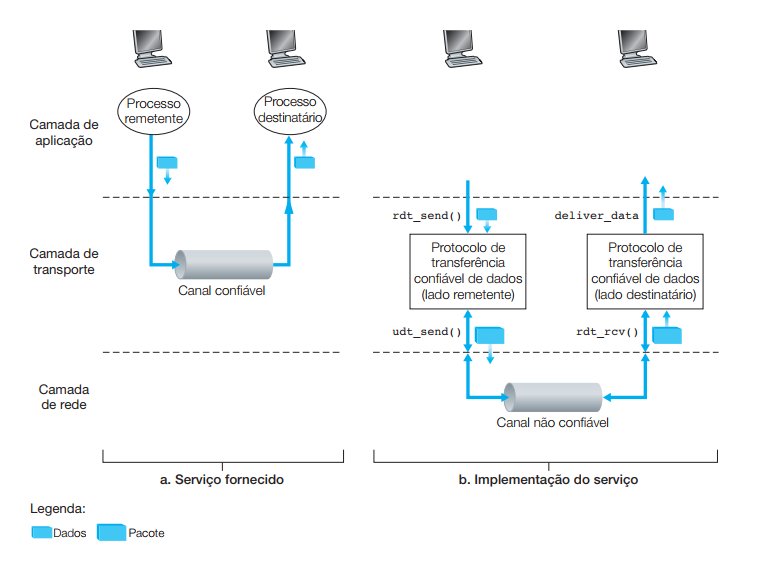 Processo
remetente
Processo
destinatário
Camada de
aplicação
rdt_send()
deliver_data
Camada de
transporte
Canal confiável
Protocolo de
transferência
confiável de dados
(lado remetente)
Protocolo de
transferência
confiável de dados
(lado destinatário)
udt_send()
rdt_rcv()
Camada
de rede
Canal não confiável
a. Serviço fornecido
b. Implementação do serviço
Legenda:
Dados
Pacote